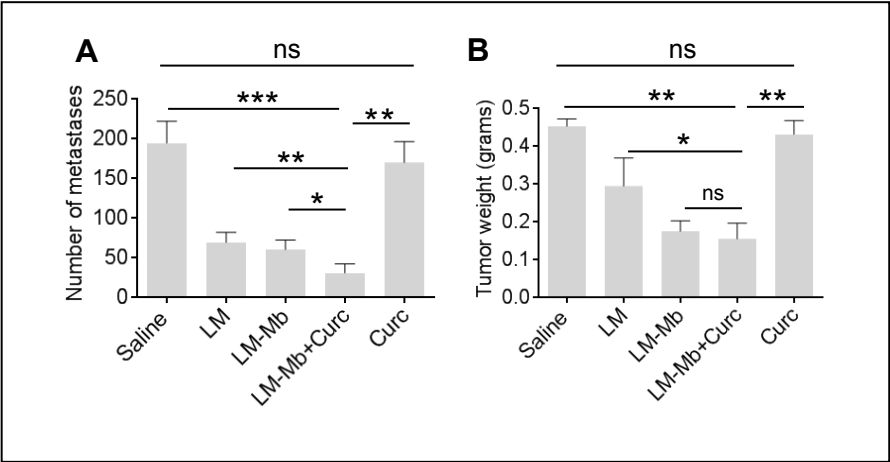 A
ns
***
**
**
*
Number of metastases
250
200
150
100
50
0
Saline
LM
LM-Mb
LM-Mb+Curc
Curc
B
ns
**
**
*
ns
Tumor weight (grams)
0.5
0.4
0.3
0.2
0.1
0.0
Saline
LM
LM-Mb
LM-Mb+Curc
Curc